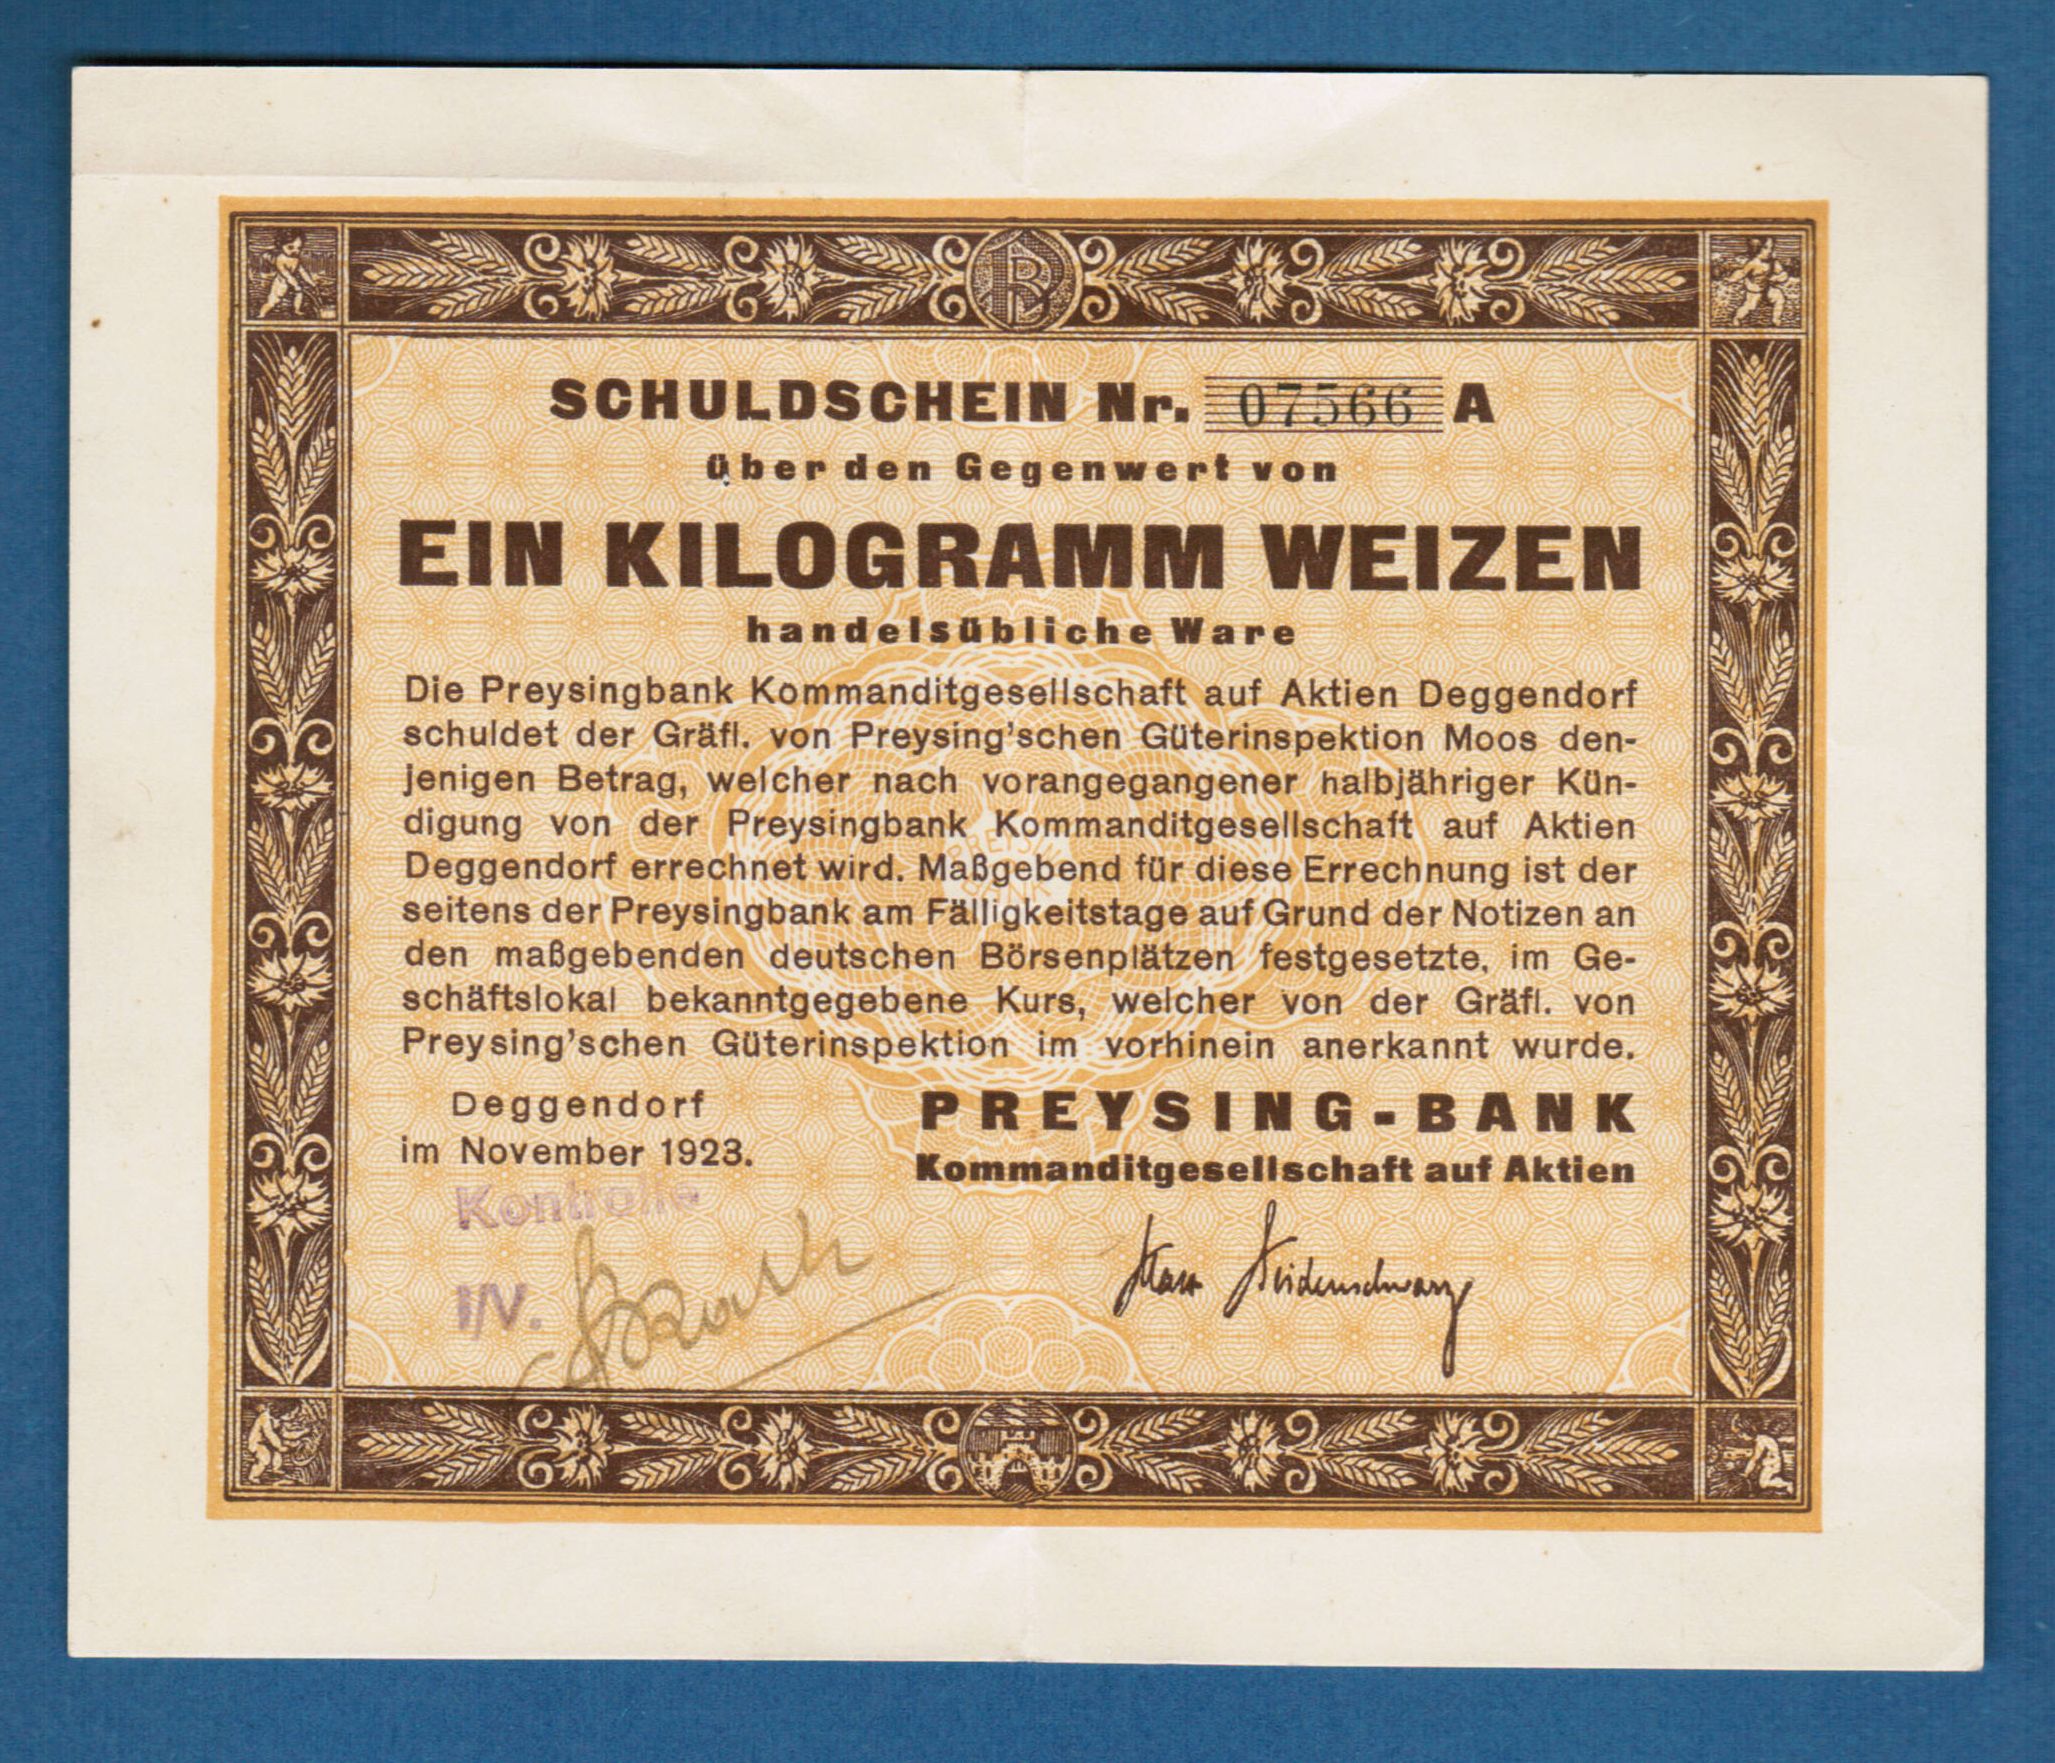 SCHULDSCHEIN Nr. 07566 A
über den Gegenwert von
EIN KILOGRAMM WEIZEN
handelsübliche Ware
Die Preysingbank Kommanditgesellschaft auf Aktien Deggendorf
schuldet der Gräfl. von Preysing'schen Güterinspektion Moos den-
jenigen Betrag, welcher nach vorangegangener halbjähriger Kün-
digung von der Preysingbank Kommanditgesellschaft auf Aktien
Deggendorf errechnet wird. Maßgebend für diese Errechnung ist der
seitens der Preysingbank am Fälligkeitstage auf Grund der Notizen an
den maßgebenden deutschen Börsenplätzen festgesetzte, im Ge-
schäftslokal bekanntgegebene Kurs, welcher von der Gräfl. von
Preysing'schen Güterinspektion im vorhinein anerkannt wurde.
Deggendorf
im November 1923.
PREYSING-BANK
Kommanditgesellschaft auf Aktien
Kontrolle
I/V.